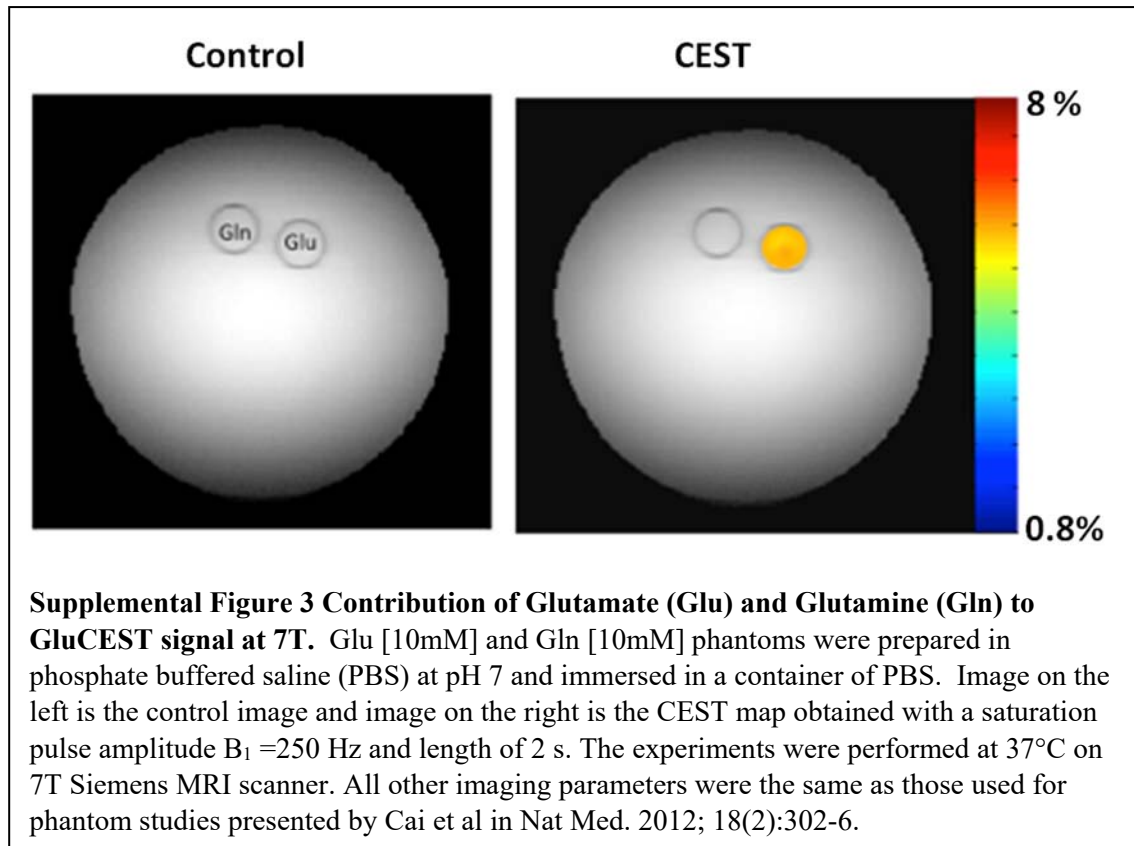 Control
CEST
8 %
Gln
Glu
0.8%
Supplemental Figure 3 Contribution of Glutamate (Glu) and Glutamine (Gln) to
GluCEST signal at 7T. Glu [10mM] and Gln [10mM] phantoms were prepared in
phosphate buffered saline (PBS) at pH 7 and immersed in a container of PBS. Image on the
left is the control image and image on the right is the CEST map obtained with a saturation
pulse amplitude B₁ =250 Hz and length of 2 s. The experiments were performed at 37°C on
7T Siemens MRI scanner. All other imaging parameters were the same as those used for
phantom studies presented by Cai et al in Nat Med. 2012; 18(2):302-6.